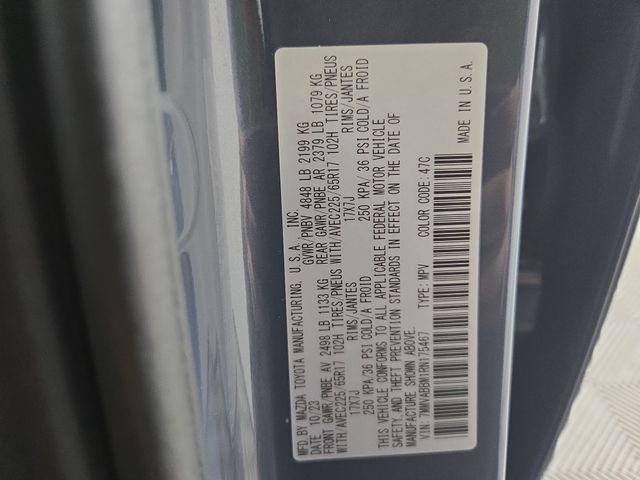 MFD. BY MAZDA TOYOTA MANUFACTURING, U.S.A., INC.
DATE 10/23 GVWR/PNBV 4848 LB 2199 KG
FRONT GAWR/PNBE AV 2498 LB 1133 KG REAR GAWR/PNBE AR 2379 LB 1079 KG
WITH/AVEC225/65R17 102H TIRES/PNEUS WITH/AVEC225/65R17 102H TIRES/PNEUS
17X7J RIMS/JANTES 17X7J RIMS/JANTES
250 KPA/36 PSI COLD/A FROID 250 KPA/ 36 PSI COLD/A FROID
THIS VEHICLE CONFORMS TO ALL APPLICABLE FEDERAL MOTOR VEHICLE
SAFETY AND THEFT PREVENTION STANDARDS IN EFFECT ON THE DATE OF
MANUFACTURE SHOWN ABOVE.
VIN:7MMVABBM1RN175467 TYPE:MPV COLOR CODE:47C
MADE IN U.S.A.